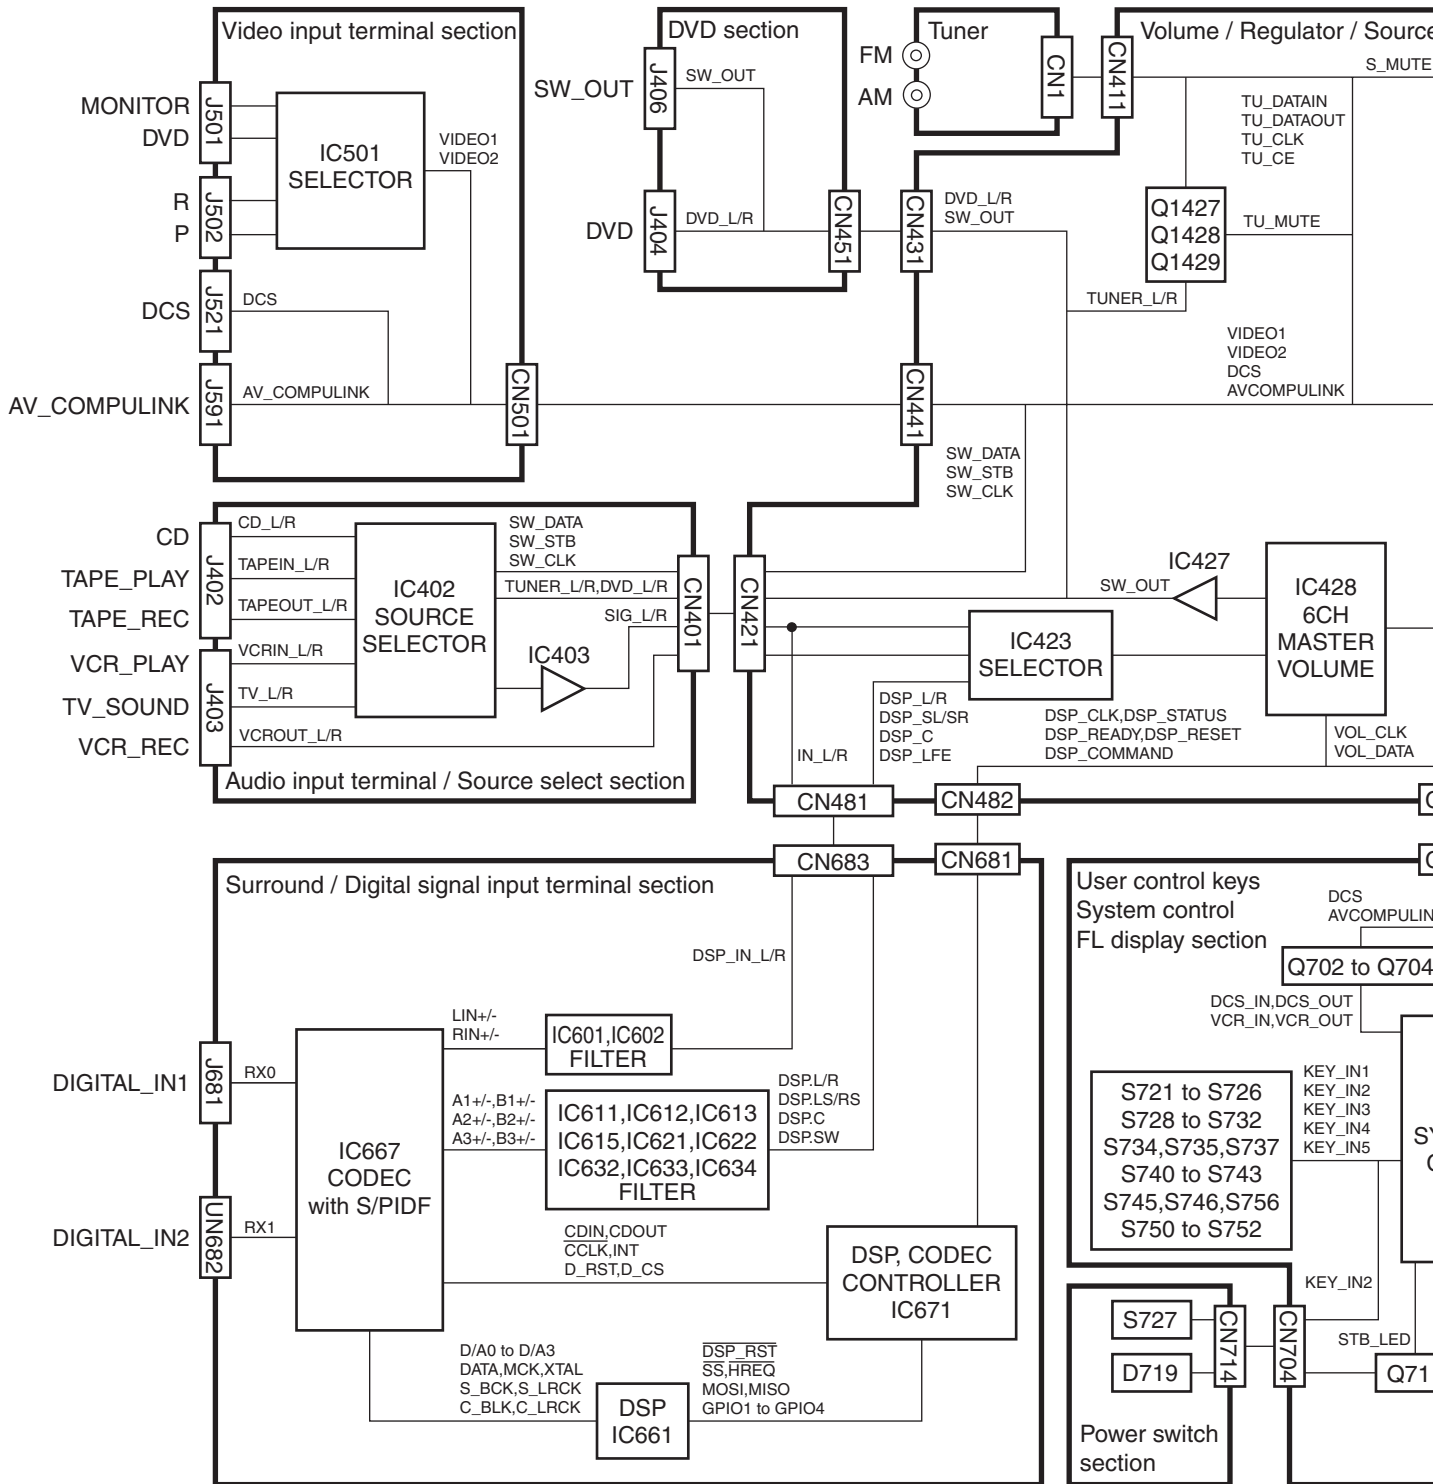 Video input terminal section
MONITOR
DVD
J501
R
P
J502
DCS
J521
DCS
AV_COMPULINK
J591
AV_COMPULINK
IC501
SELECTOR
VIDEO1
VIDEO2
CN501
DVD section
SW_OUT
J406
SW_OUT
DVD
J404
DVD_L/R
CN451
Tuner
FM
AM
CN1
Volume / Regulator / Source
CN411
S_MUTE
TU_DATAIN
TU_DATAOUT
TU_CLK
TU_CE
CN431
DVD_L/R
SW_OUT
Q1427
Q1428
Q1429
TU_MUTE
TUNER_L/R
VIDEO1
VIDEO2
DCS
AVCOMPULINK
CN441
SW_DATA
SW_STB
SW_CLK
CD
TAPE_PLAY
TAPE_REC
J402
CD_L/R
TAPEIN_L/R
TAPEOUT_L/R
VCR_PLAY
TV_SOUND
VCR_REC
J403
VCRIN_L/R
TV_L/R
VCROUT_L/R
IC402
SOURCE
SELECTOR
SW_DATA
SW_STB
SW_CLK
TUNER_L/R,DVD_L/R
SIG_L/R
IC403
CN401
Audio input terminal / Source select section
CN421
IC427
SW_OUT
IC428
6CH
MASTER
VOLUME
IC423
SELECTOR
IN_L/R
DSP_L/R
DSP_SL/SR
DSP_C
DSP_LFE
DSP_CLK,DSP_STATUS
DSP_READY,DSP_RESET
DSP_COMMAND
VOL_CLK
VOL_DATA
CN481
CN482
CN683
CN681
Surround / Digital signal input terminal section
DSP_IN_L/R
DIGITAL_IN1
J681
RX0
DIGITAL_IN2
UN682
RX1
IC667
CODEC
with S/PIDF
LIN+/-
RIN+/-
IC601,IC602
FILTER
A1+/-,B1+/-
A2+/-,B2+/-
A3+/-,B3+/-
IC611,IC612,IC613
IC615,IC621,IC622
IC632,IC633,IC634
FILTER
DSP.L/R
DSP.LS/RS
DSP.C
DSP.SW
CDIN,CDOUT
CCLK,INT
D_RST,D_CS
DSP, CODEC
CONTROLLER
IC671
D/A0 to D/A3
DATA,MCK,XTAL
S_BCK,S_LRCK
C_BLK,C_LRCK
DSP
IC661
DSP_RST
SS,HREQ
MOSI,MISO
GPIO1 to GPIO4
User control keys
System control
FL display section
DCS
AVCOMPULIN
Q702 to Q704
DCS_IN,DCS_OUT
VCR_IN,VCR_OUT
S721 to S726
S728 to S732
S734,S735,S737
S740 to S743
S745,S746,S756
S750 to S752
KEY_IN1
KEY_IN2
KEY_IN3
KEY_IN4
KEY_IN5
KEY_IN2
STB_LED
Q71
S727
D719
CN714
CN704
Power switch
section